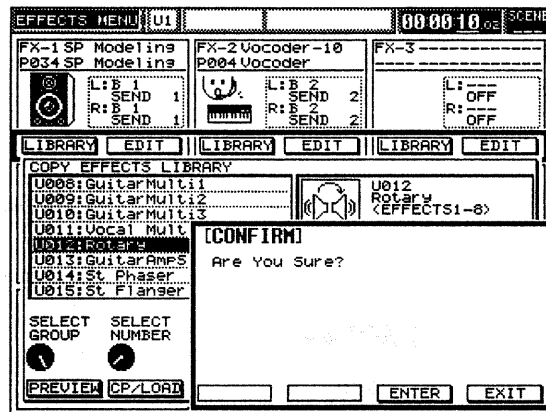 EFFECTS MENU U1 00:00:10.02 SCENE
FX-1 SP Modeling FX-2 Vocoder-10 FX-3
P034 SP Modeling P004 Vocoder
L:B 1 L:B 2 L:---
SEND 1 SEND 2 OFF
R:B 1 R:B 2 R:---
SEND 1 SEND 2 OFF
LIBRARY EDIT LIBRARY EDIT LIBRARY EDIT
COPY EFFECTS LIBRARY
U008:GuitarMulti1
U009:GuitarMulti2
U010:GuitarMulti3
U011:Vocal Mult
U012:Rotary
U013:GuitarAmpS
U014:St Phaser
U015:St Flanger
U012
Rotary
<EFFECTS1-8>
[CONFIRM]
Are You Sure?
SELECT GROUP
SELECT NUMBER
PREVIEW CP/LOAD ENTER EXIT